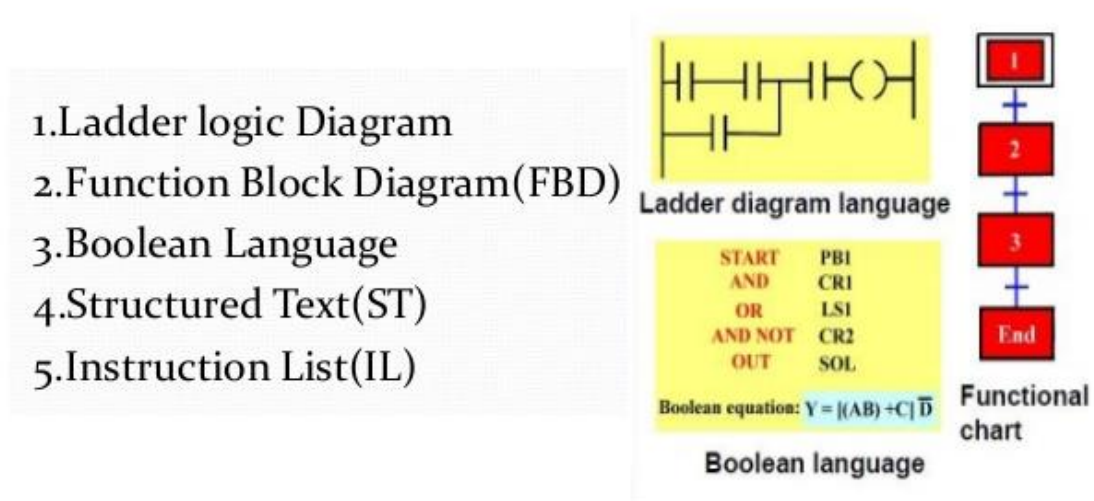 1.Ladder logic Diagram
2.Function Block Diagram(FBD)
3.Boolean Language
4.Structured Text(ST)
5.Instruction List(IL)
Ladder diagram language
START PB1
AND CR1
OR LS1
AND NOT CR2
OUT SOL
Boolean equation: Y = [(AB) +C] D̅
Boolean language
1
2
3
End
Functional
chart